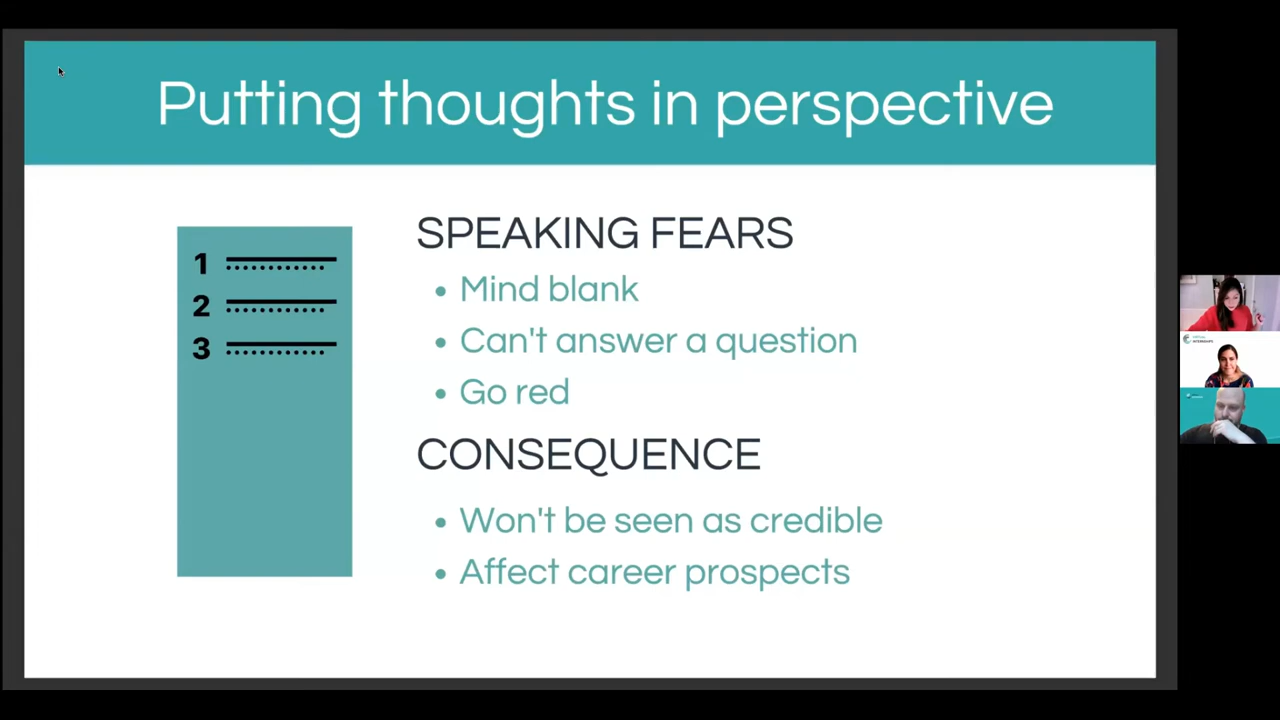 Putting thoughts in perspective
1
2
3
SPEAKING FEARS
• Mind blank
• Can't answer a question
• Go red
CONSEQUENCE
• Won't be seen as credible
• Affect career prospects